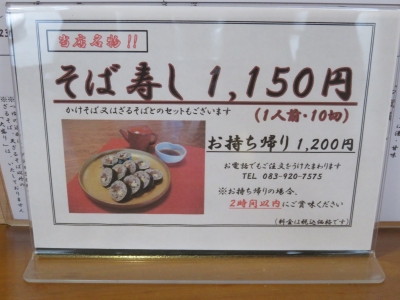 当店名物!!
そば寿し 1,150円
かけそば又はざるそばとのセットもございます
(1人前・10切)
お持ち帰り 1,200円
お電話でもご注文をうけたまわります
TEL 083-920-7575
※お持ち帰りの場合、
2時間以内にご賞味ください
(料金は税込価格です)